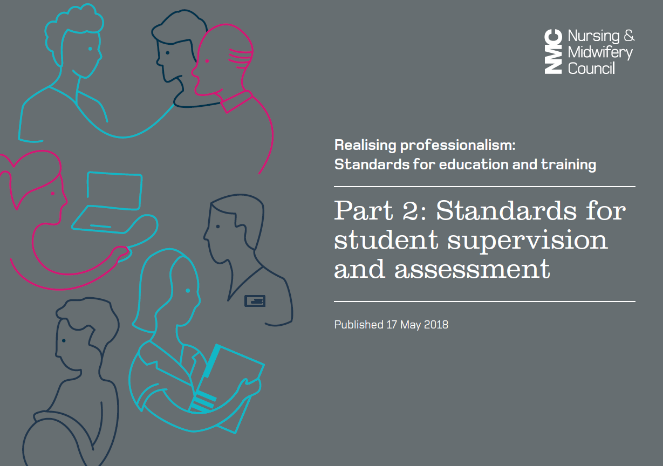 NMC
Nursing &
Midwifery
Council
Realising professionalism:
Standards for education and training
Part 2: Standards for
student supervision
and assessment
Published 17 May 2018